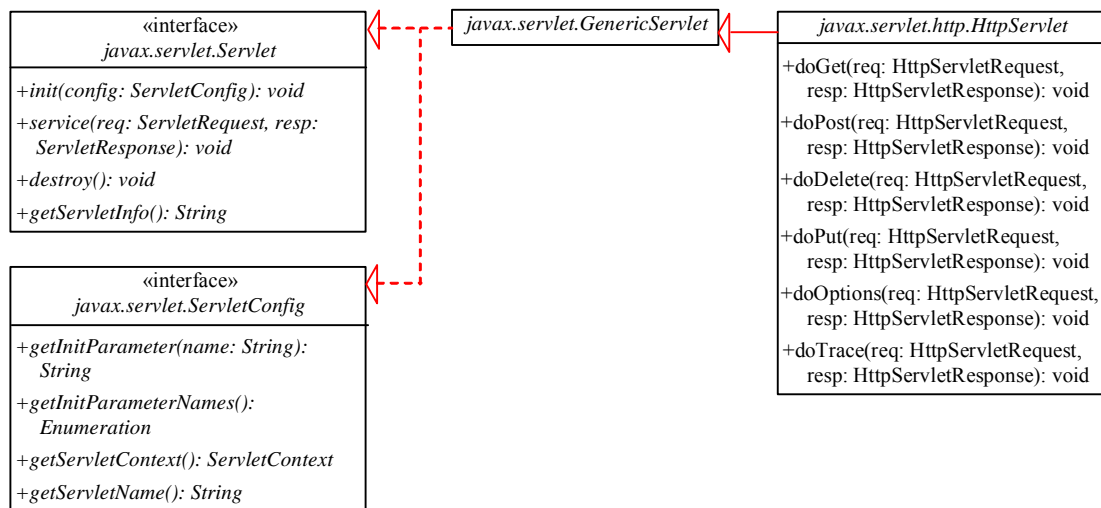 «interface»
javax.servlet.Servlet
+init(config: ServletConfig): void
+service(req: ServletRequest, resp:
ServletResponse): void
+destroy(): void
+getServletInfo(): String
«interface»
javax.servlet.ServletConfig
+getInitParameter(name: String):
String
+getInitParameterNames():
Enumeration
+getServletContext(): ServletContext
+getServletName(): String
javax.servlet.GenericServlet
javax.servlet.http.HttpServlet
+doGet(req: HttpServletRequest,
resp: HttpServletResponse): void
+doPost(req: HttpServletRequest,
resp: HttpServletResponse): void
+doDelete(req: HttpServletRequest,
resp: HttpServletResponse): void
+doPut(req: HttpServletRequest,
resp: HttpServletResponse): void
+doOptions(req: HttpServletRequest,
resp: HttpServletResponse): void
+doTrace(req: HttpServletRequest,
resp: HttpServletResponse): void